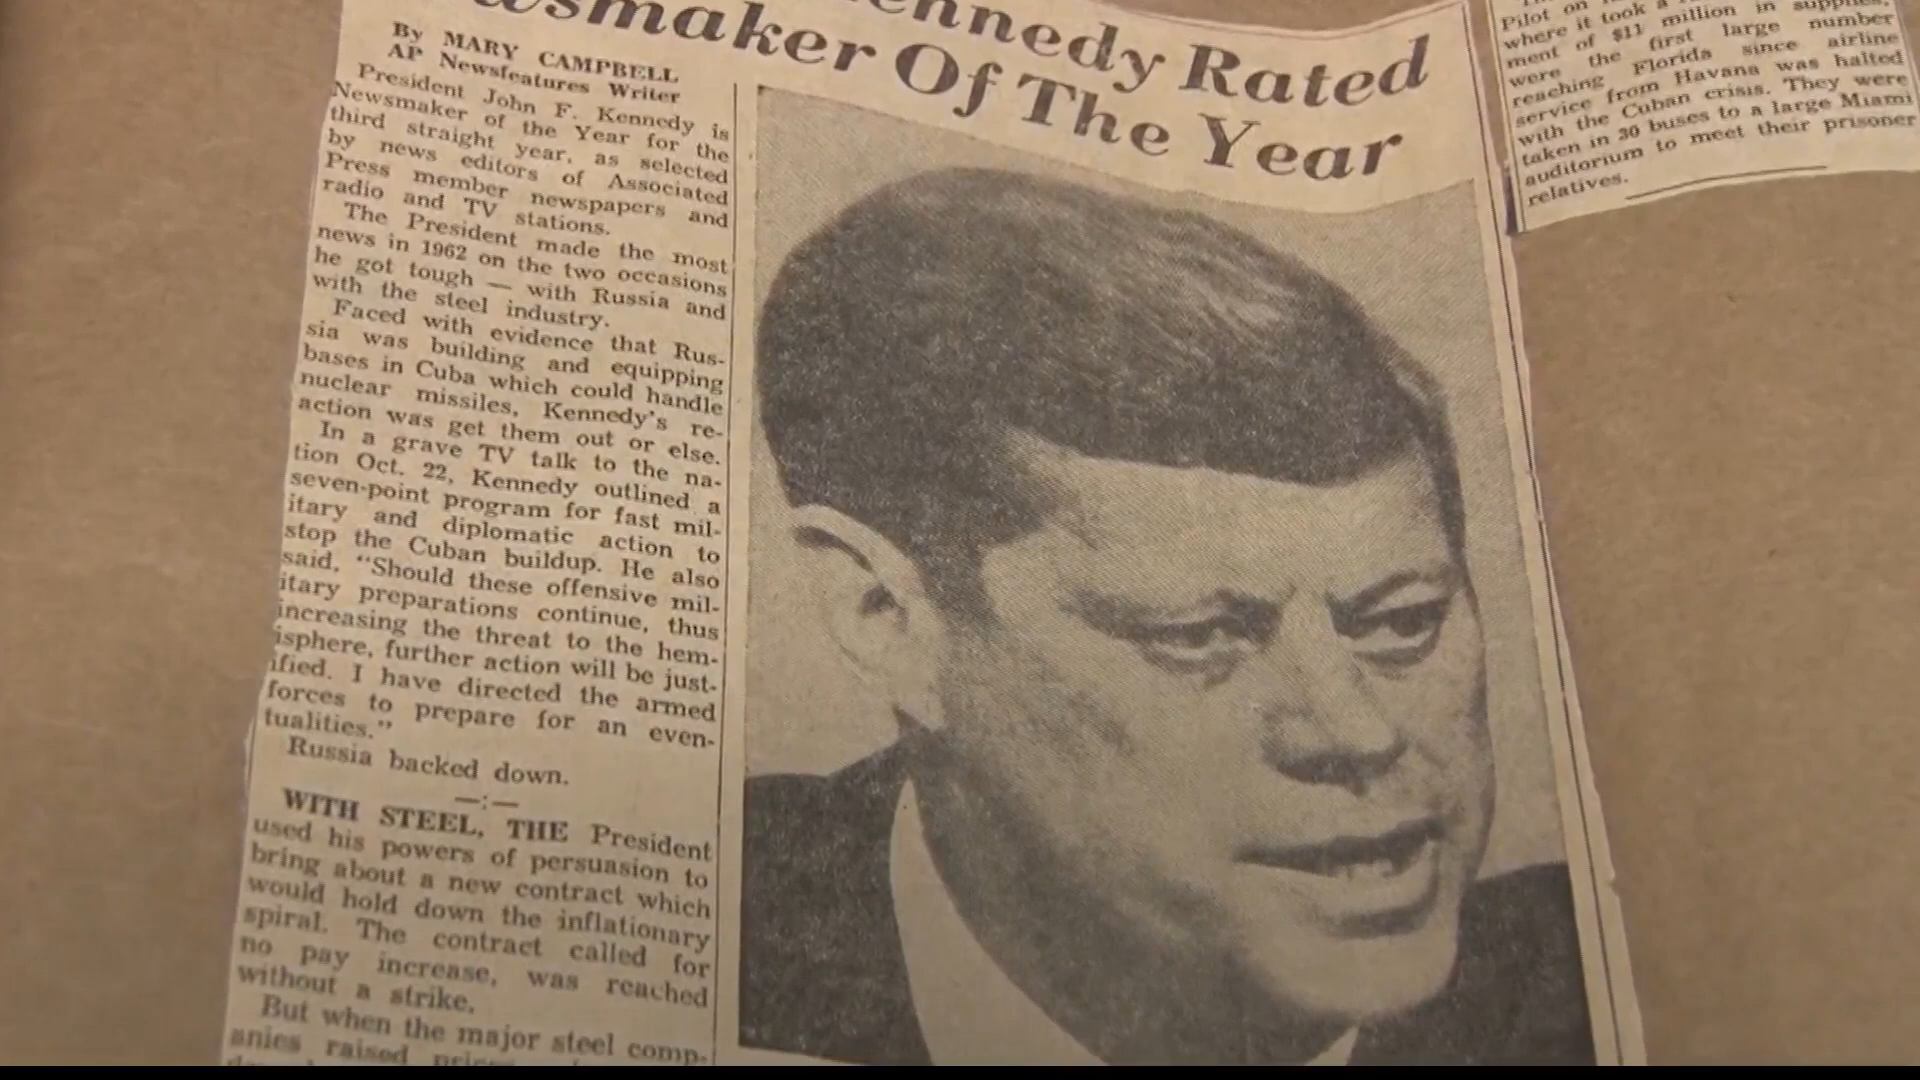 Kennedy Rated
Newsmaker Of The Year
By MARY CAMPBELL
AP Newsfeatures Writer
President John F. Kennedy is
Newsmaker of the Year for the
third straight year, as selected
by news editors of Associated
Press member newspapers and
radio and TV stations.
The President made the most
news in 1962 on the two occasions
he got tough — with Russia and
with the steel industry.
Faced with evidence that Rus-
sia was building and equipping
bases in Cuba which could handle
nuclear missiles, Kennedy's re-
action was get them out or else.
In a grave TV talk to the na-
tion Oct. 22, Kennedy outlined a
seven-point program for fast mil-
itary and diplomatic action to
stop the Cuban buildup. He also
said, "Should these offensive mil-
itary preparations continue, thus
increasing the threat to the hem-
isphere, further action will be just-
ified. I have directed the armed
forces to prepare for an even-
tualities."
Russia backed down.
—:—
WITH STEEL, THE President
used his powers of persuasion to
bring about a new contract which
would hold down the inflationary
spiral. The contract called for
no pay increase, was reached
without a strike.
But when the major steel comp-
anies raised
Pilot on
where it took a
ment of $11 million in supplies,
were the first large number
reaching Florida since airline
service from Havana was halted
with the Cuban crisis. They were
taken in 30 buses to a large Miami
auditorium to meet their prisoner
relatives.